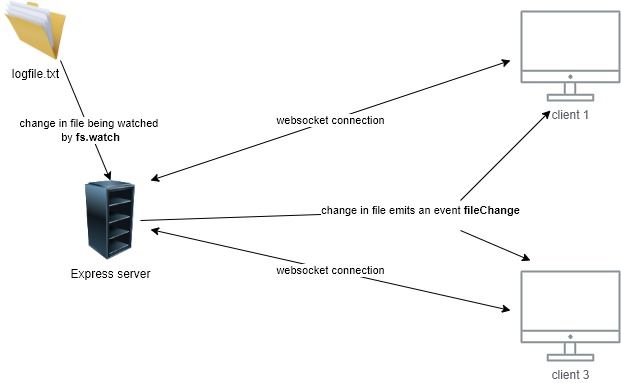 logfile.txt
change in file being watched
by fs.watch
websocket connection
client 1
change in file emits an event fileChange
Express server
websocket connection
client 3